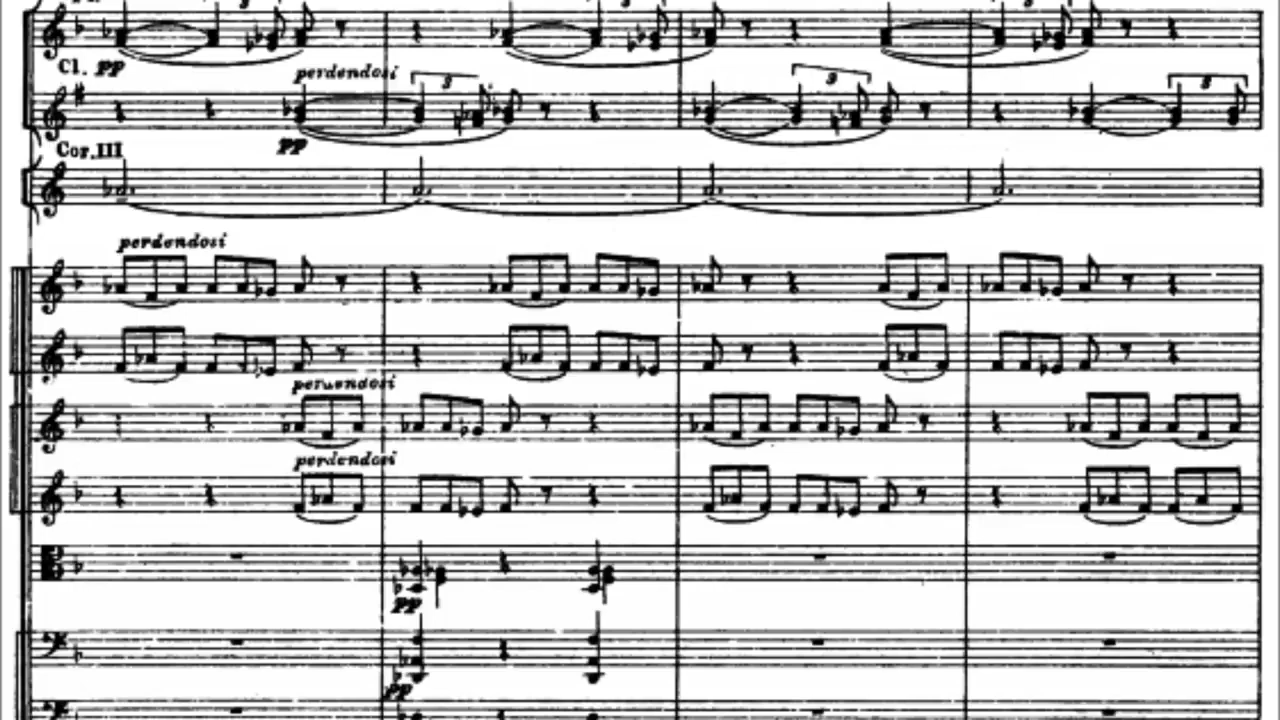 Cl. pp
perdendosi 3 3 3
pp
Cor.III
perdendosi
perdendosi
perdendosi
pp
pp